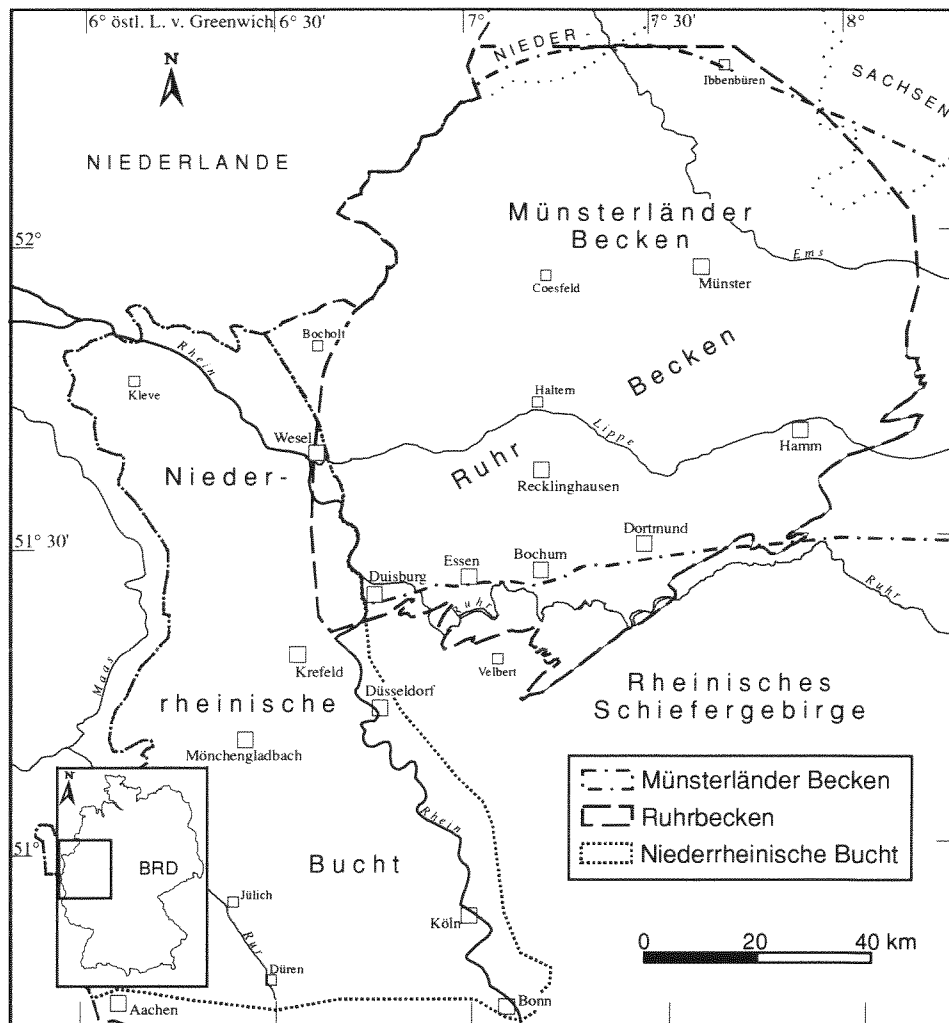 6° östl. L. v. Greenwich
6° 30'
7°
7° 30'
8°
N
NIEDER-
SACHSEN
Ibbenbüren
NIEDERLANDE
Münsterländer
Becken
52°
Ems
Coesfeld
Münster
Bocholt
Rhein
Becken
Kleve
Haltern
Lippe
Wesel
Hamm
Nieder-
Ruhr
Recklinghausen
51° 30'
Dortmund
Bochum
Essen
Duisburg
Ruhr
Ruhr
Maas
Krefeld
Velbert
Rheinisches
Schiefergebirge
Düsseldorf
rheinische
Mönchengladbach
Münsterländer Becken
Ruhrbecken
Niederrheinische Bucht
N
Rhein
51°
BRD
Bucht
Jülich
Köln
Rur
0 20 40 km
Düren
Aachen
Bonn